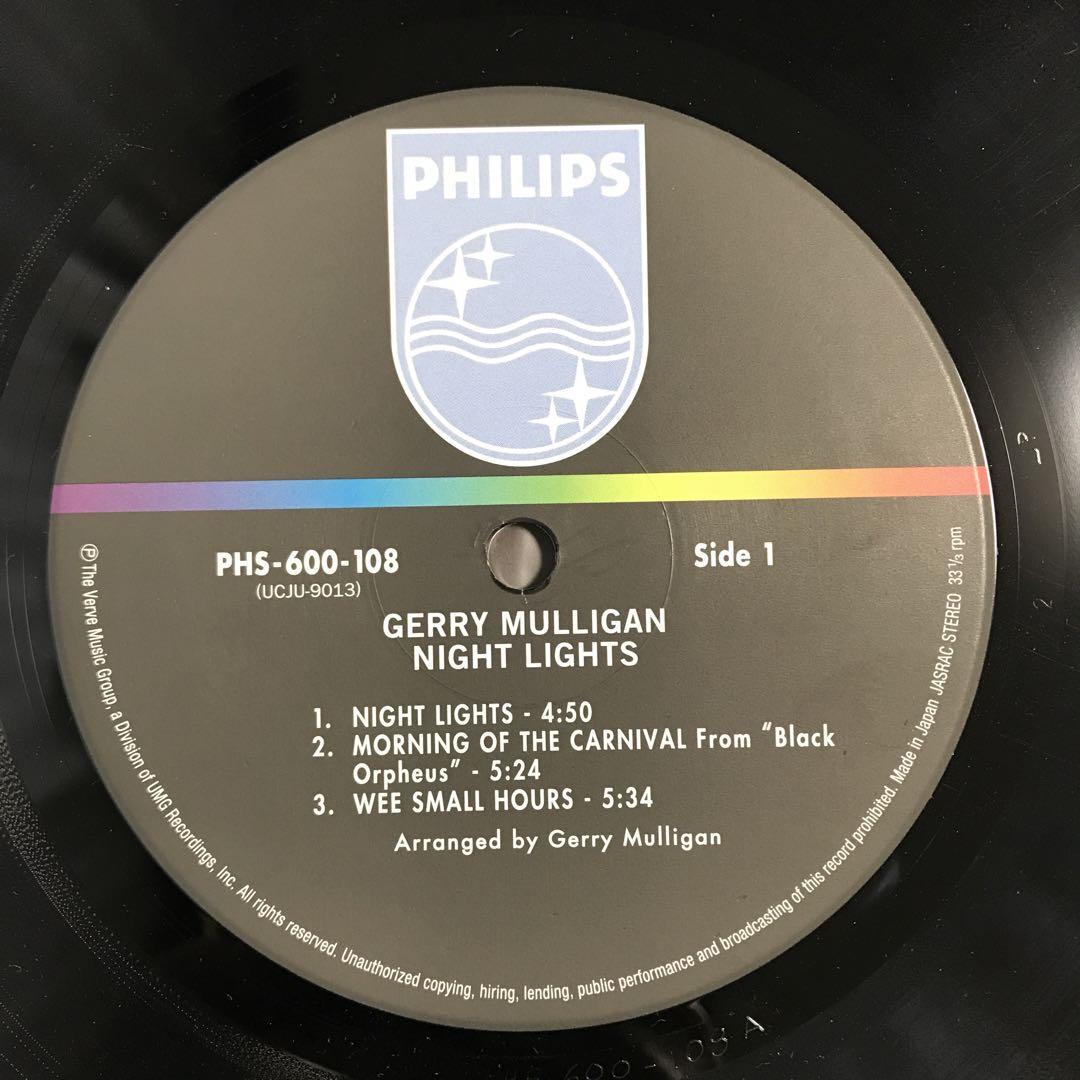 PHILIPS
PHS-600-108
(UCJU-9013)
Side 1
GERRY MULLIGAN
NIGHT LIGHTS
1. NIGHT LIGHTS - 4:50
2. MORNING OF THE CARNIVAL From “Black
Orpheus” - 5:24
3. WEE SMALL HOURS - 5:34
Arranged by Gerry Mulligan
Ⓟ The Verve Music Group, a Division of UMG Recordings, Inc. All rights reserved. Unauthorized copying, hiring, lending, public performance and broadcasting of this record prohibited. Made in Japan JASRAC STEREO 33 1/3 rpm